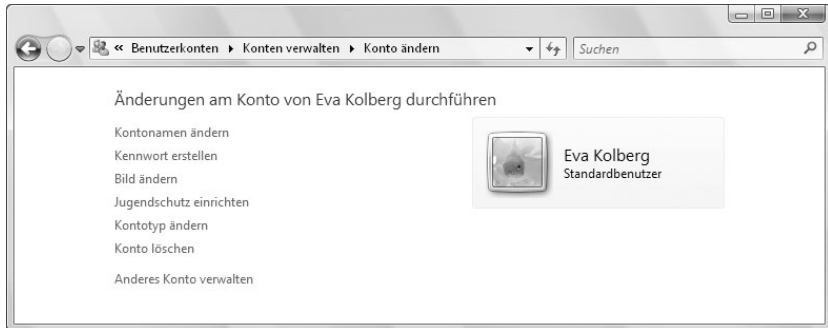 « Benutzerkonten ▸ Konten verwalten ▸ Konto ändern
Suchen
Änderungen am Konto von Eva Kolberg durchführen
Kontonamen ändern
Kennwort erstellen
Bild ändern
Jugendschutz einrichten
Kontotyp ändern
Konto löschen
Anderes Konto verwalten
Eva Kolberg
Standardbenutzer